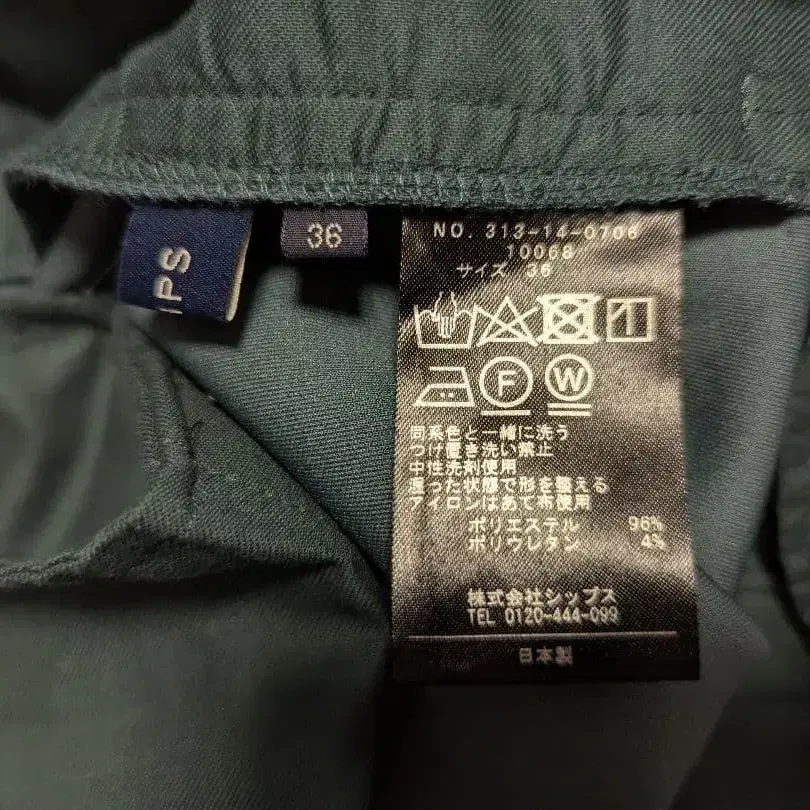 IPS
36
NO. 313-14-0706
10068
サイズ 36
F W
同系色と一緒に洗う
つけ置き洗い禁止
中性洗剤使用
湿った状態で形を整える
アイロンはあて布使用
ポリエステル 96%
ポリウレタン 4%
株式会社シップス
TEL 0120-444-099
日本製